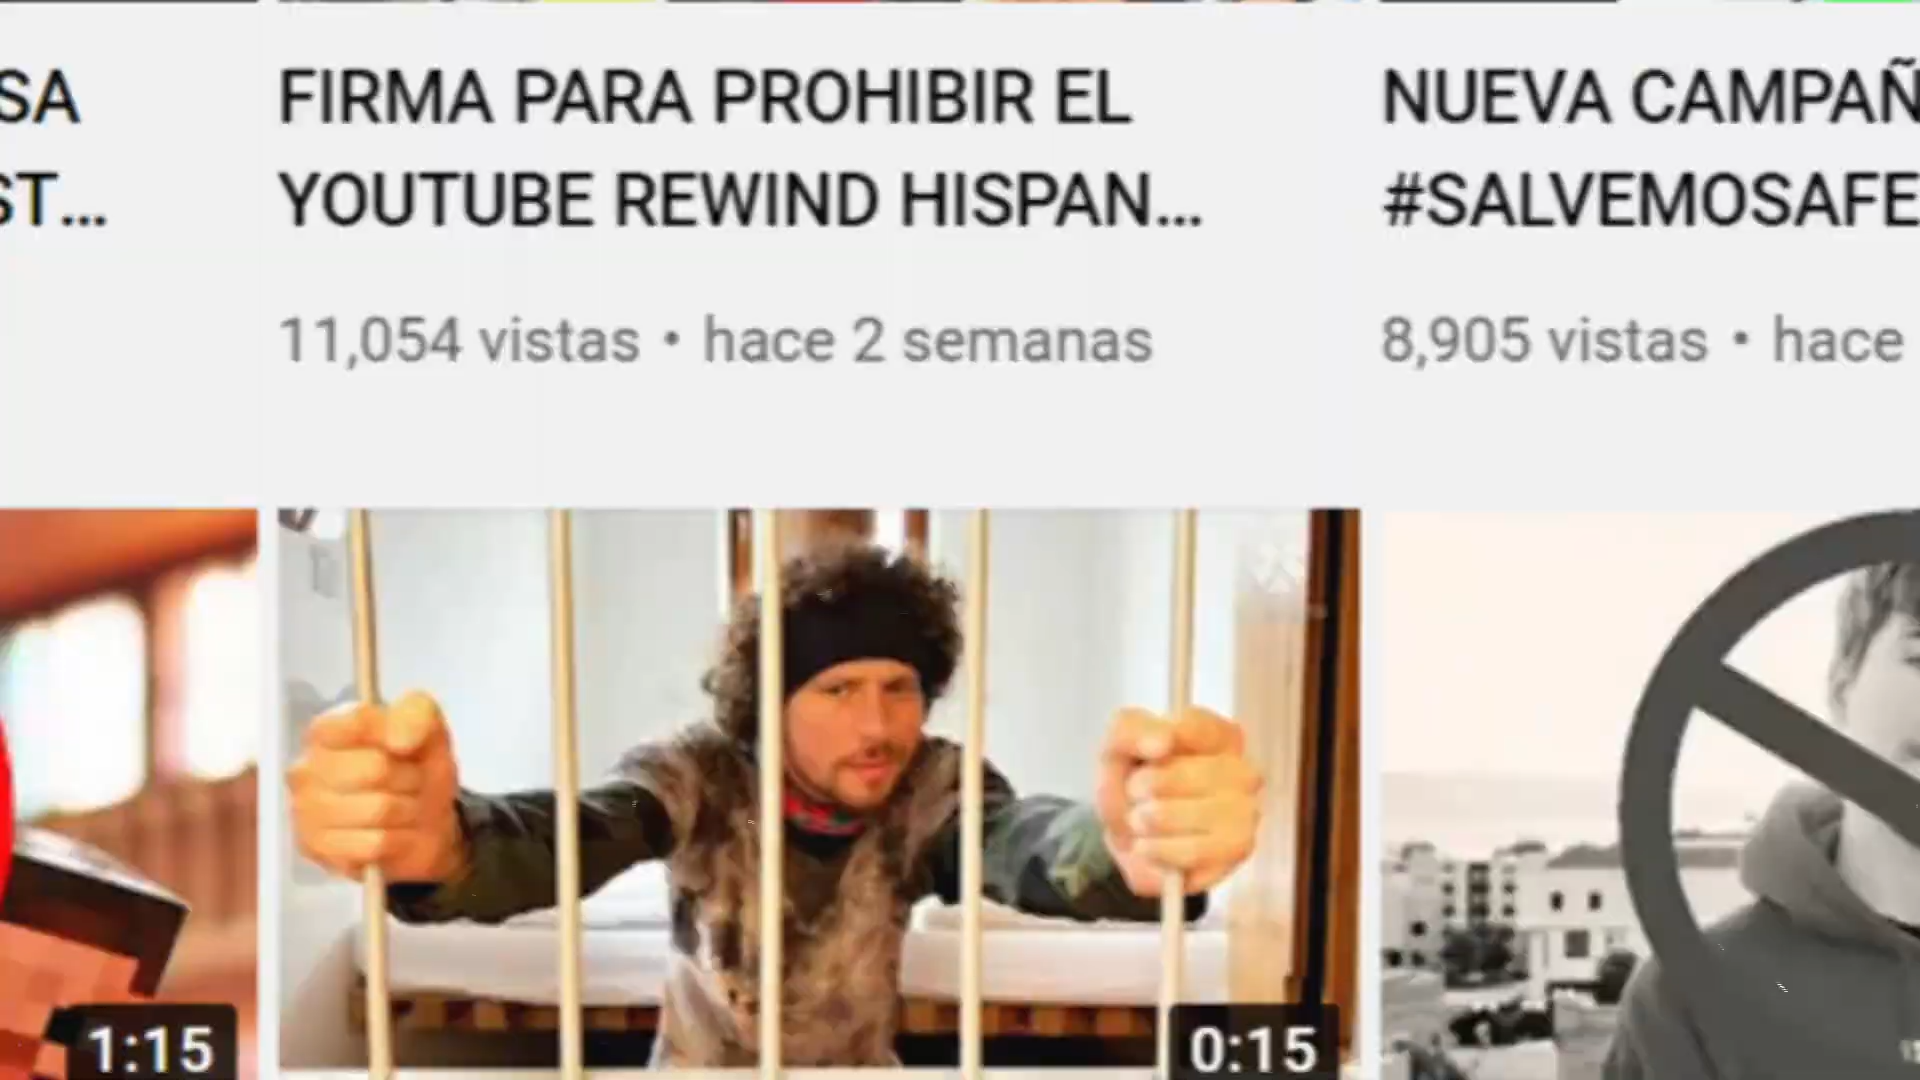 SA
ST...
FIRMA PARA PROHIBIR EL
YOUTUBE REWIND HISPAN...
11,054 vistas • hace 2 semanas
NUEVA CAMPAÑ
#SALVEMOSAFE
8,905 vistas • hace
1:15
0:15